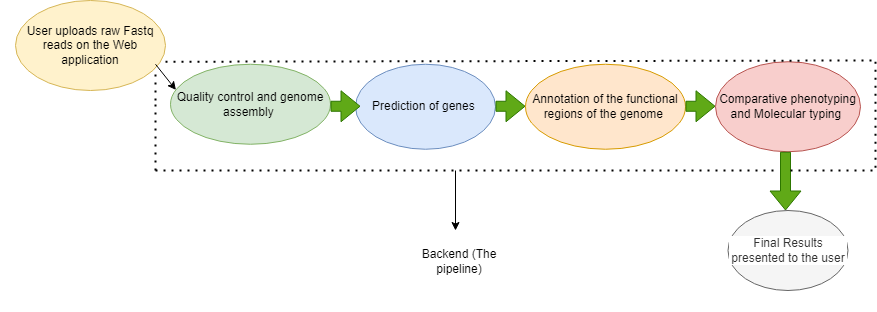 User uploads raw Fastq
reads on the Web
application
Quality control and genome
assembly
Prediction of genes
Annotation of the functional
regions of the genome
Comparative phenotyping
and Molecular typing
Backend (The
pipeline)
Final Results
presented to the user